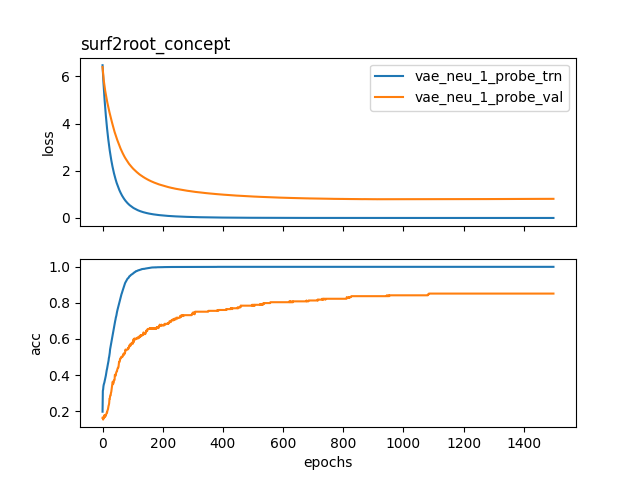 surf2root_concept
6
4
2
0
loss
vae_neu_1_probe_trn
vae_neu_1_probe_val
1.0
0.8
0.6
0.4
0.2
acc
0 200 400 600 800 1000 1200 1400
epochs